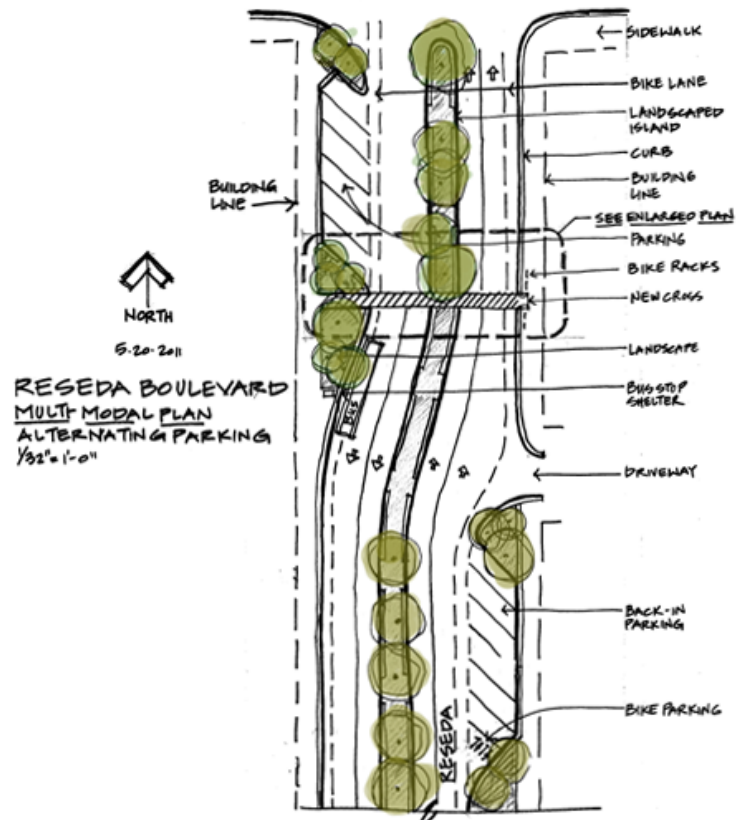 SIDEWALK
BIKE LANE
LANDSCAPED
ISLAND
CURB
BUILDING
LINE
BUILDING
LINE
SEE ENLARGED PLAN
PARKING
BIKE RACKS
NEW CROSS
NORTH
5-20-2011
LANDSCAPE
RESEDA BOULEVARD
MULTI-MODAL PLAN
ALTERNATING PARKING
1/32"=1'-0"
BUS STOP
SHELTER
BUS
DRIVEWAY
BACK-IN
PARKING
BIKE PARKING
RESEDA